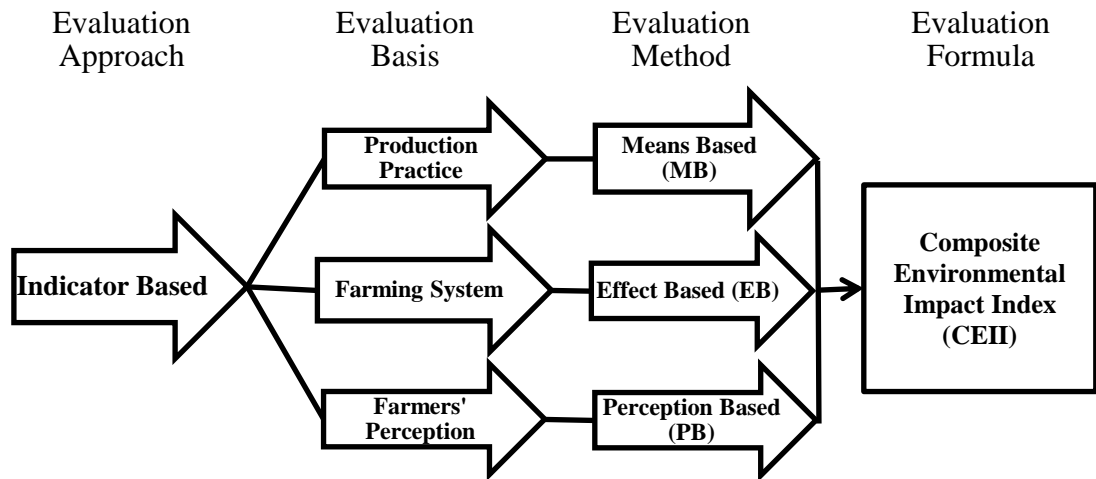 Evaluation
Approach
Evaluation
Basis
Evaluation
Method
Evaluation
Formula
Indicator Based
Production
Practice
Farming System
Farmers'
Perception
Means Based
(MB)
Effect Based (EB)
Perception Based
(PB)
Composite
Environmental
Impact Index
(CEII)